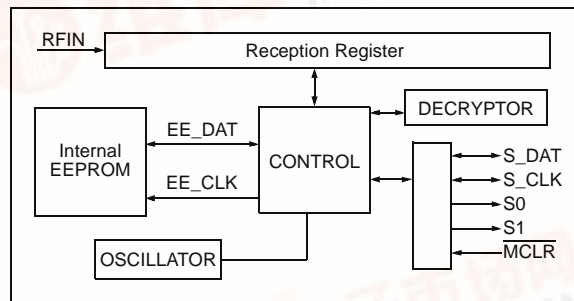 RFIN
Reception Register
DECRYPTOR
EE_DAT
Internal
EEPROM
CONTROL
EE_CLK
S_DAT
S_CLK
S0
S1
MCLR
OSCILLATOR